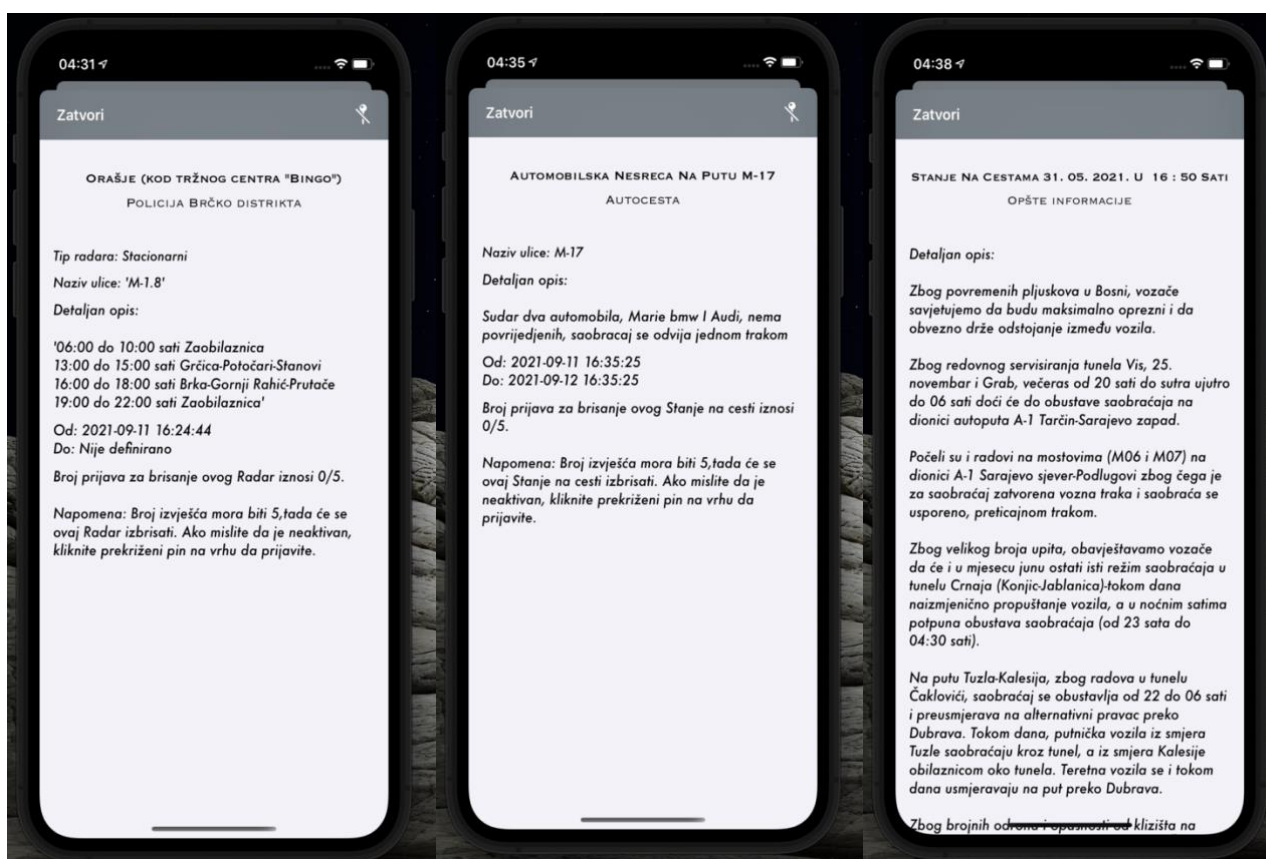 04:31
Zatvori
ORAŠJE (KOD TRŽNOG CENTRA "BINGO")
POLICIJA BRČKO DISTRIKTA
Tip radara: Stacionarni
Naziv ulice: 'M-1.8'
Detaljan opis:
'06:00 do 10:00 sati Zaobilaznica
13:00 do 15:00 sati Grčica-Potočari-Stanovi
16:00 do 18:00 sati Brka-Gornji Rahić-Prutače
19:00 do 22:00 sati Zaobilaznica'
Od: 2021-09-11 16:24:44
Do: Nije definirano
Broj prijava za brisanje ovog Radar iznosi 0/5.
Napomena: Broj izvješća mora biti 5,tada će se
ovaj Radar izbrisati. Ako mislite da je neaktivan,
kliknite prekriženi pin na vrhu da prijavite.
04:35
Zatvori
AUTOMOBILSKA NESRECA NA PUTU M-17
AUTOCESTA
Naziv ulice: M-17
Detaljan opis:
Sudar dva automobila, Marie bmw I Audi, nema
povrijedjenih, saobracaj se odvija jednom trakom
Od: 2021-09-11 16:35:25
Do: 2021-09-12 16:35:25
Broj prijava za brisanje ovog Stanje na cesti iznosi
0/5.
Napomena: Broj izvješća mora biti 5,tada će se
ovaj Stanje na cesti izbrisati. Ako mislite da je
neaktivan, kliknite prekriženi pin na vrhu da
prijavite.
04:38
Zatvori
STANJE NA CESTAMA 31. 05. 2021. U 16 : 50 SATI
OPŠTE INFORMACIJE
Detaljan opis:
Zbog povremenih pljuskova u Bosni, vozače
savjetujemo da budu maksimalno oprezni i da
obvezno drže odstojanje između vozila.
Zbog redovnog servisiranja tunela Vis, 25.
novembar i Grab, večeras od 20 sati do sutra ujutro
do 06 sati doći će do obustave saobraćaja na
dionici autoputa A-1 Tarčin-Sarajevo zapad.
Počeli su i radovi na mostovima (M06 i M07) na
dionici A-1 Sarajevo sjever-Podlugovi zbog čega je
za saobraćaj zatvorena vozna traka i saobraća se
usporeno, preticajnom trakom.
Zbog velikog broja upita, obavještavamo vozače
da će i u mjesecu junu ostati isti režim saobraćaja u
tunelu Crnaja (Konjic-Jablanica)-tokom dana
naizmjenično propuštanje vozila, a u noćnim satima
potpuna obustava saobraćaja (od 23 sata do
04:30 sati).
Na putu Tuzla-Kalesija, zbog radova u tunelu
Čaklovići, saobraćaj se obustavlja od 22 do 06 sati
i preusmjerava na alternativni pravac preko
Dubrava. Tokom dana, putnička vozila iz smjera
Tuzle saobraćaju kroz tunel, a iz smjera Kalesije
obilaznicom oko tunela. Teretna vozila se i tokom
dana usmjeravaju na put preko Dubrava.
Zbog brojnih odrona i opasnosti od klizišta na